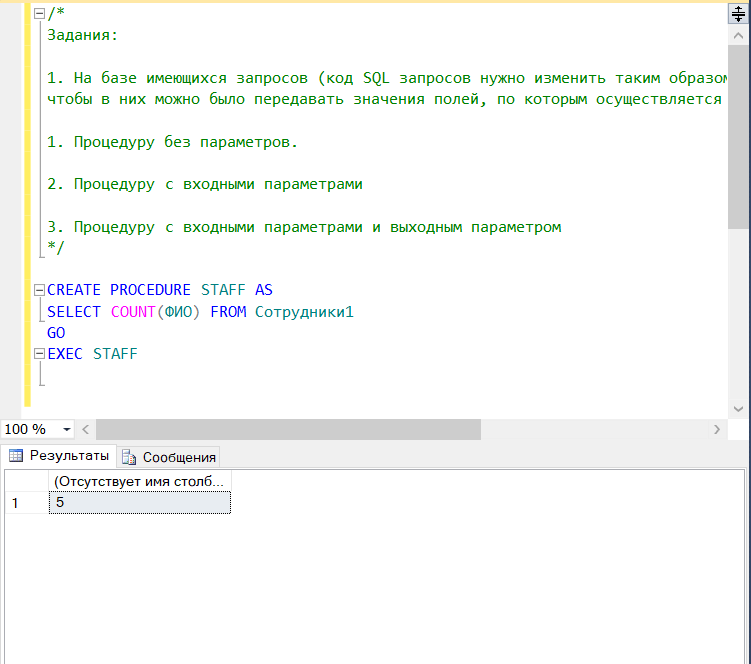 /*
Задания:
1. На базе имеющихся запросов (код SQL запросов нужно изменить таким образом
чтобы в них можно было передавать значения полей, по которым осуществляется
1. Процедуру без параметров.
2. Процедуру с входными параметрами
3. Процедуру с входными параметрами и выходным параметром
*/
CREATE PROCEDURE STAFF AS
SELECT COUNT(ФИО) FROM Сотрудники1
GO
EXEC STAFF
100 %
Результаты Сообщения
(Отсутствует имя столб...
1 5